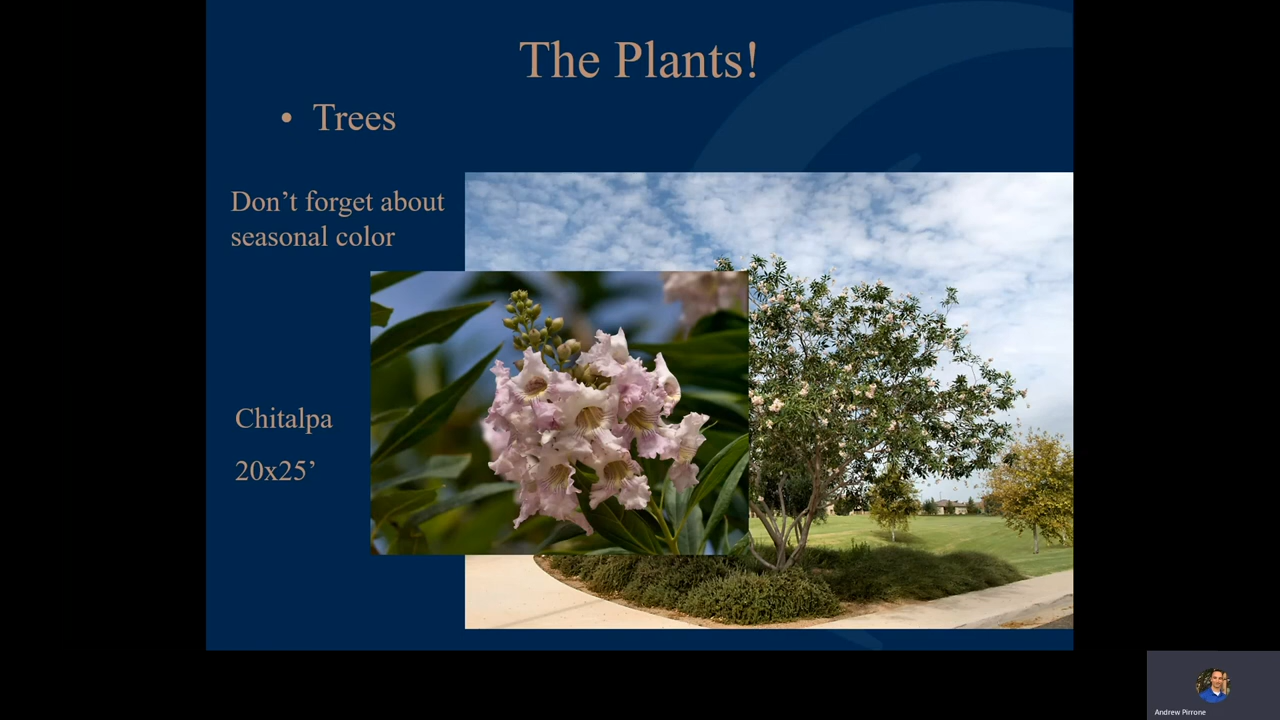 The Plants!
• Trees
Don’t forget about
seasonal color
Chitalpa
20x25’
Andrew Pirrone